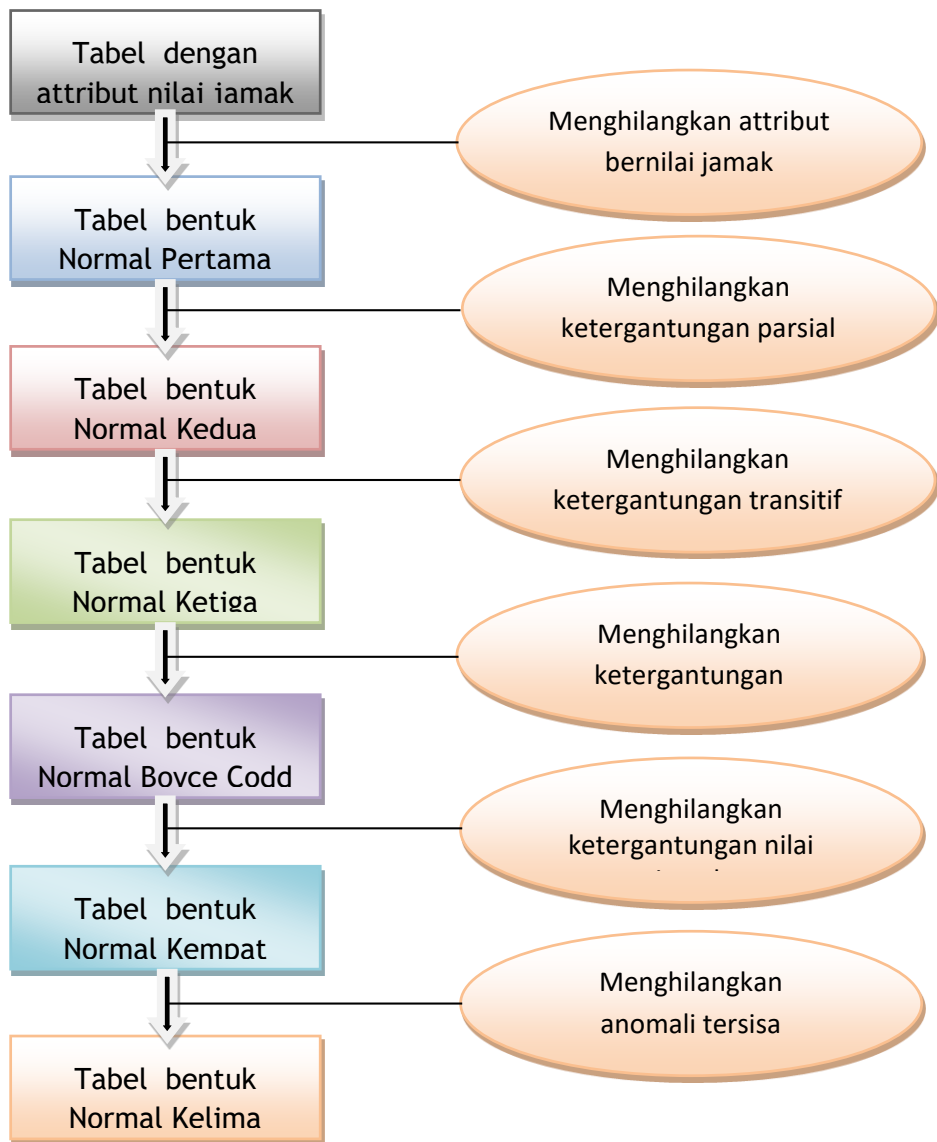 Tabel dengan
attribut nilai jamak
Menghilangkan attribut
bernilai jamak
Tabel bentuk
Normal Pertama
Menghilangkan
ketergantungan parsial
Tabel bentuk
Normal Kedua
Menghilangkan
ketergantungan transitif
Tabel bentuk
Normal Ketiga
Menghilangkan
ketergantungan
Tabel bentuk
Normal Boyce Codd
Menghilangkan
ketergantungan nilai
Tabel bentuk
Normal Kempat
Menghilangkan
anomali tersisa
Tabel bentuk
Normal Kelima